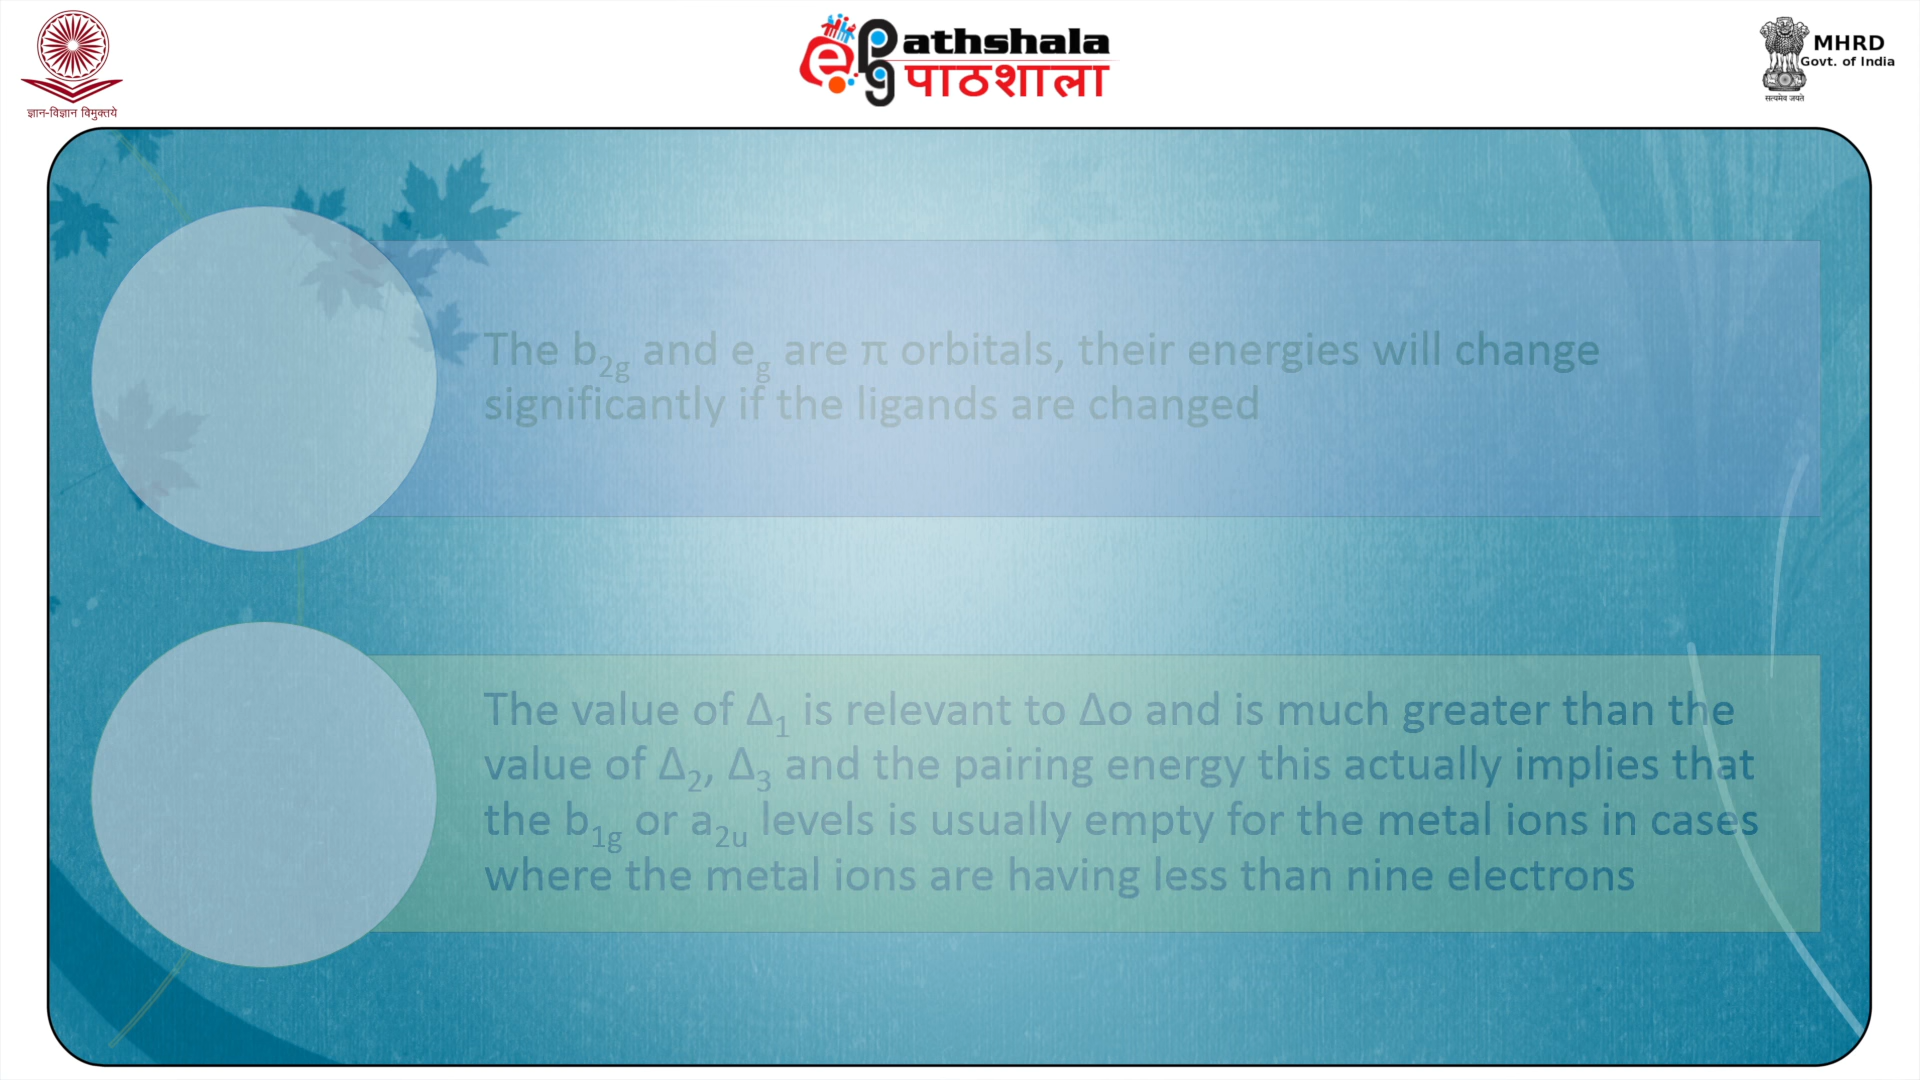 ज्ञान-विज्ञान विमुक्तये
ePg Pathshala
पाठशाला
MHRD
Govt. of India
सत्यमेव जयते
The b2g and eg are π orbitals, their energies will change
significantly if the ligands are changed
The value of Δ1 is relevant to Δo and is much greater than the
value of Δ2, Δ3 and the pairing energy this actually implies that
the b1g or a2u levels is usually empty for the metal ions in cases
where the metal ions are having less than nine electrons